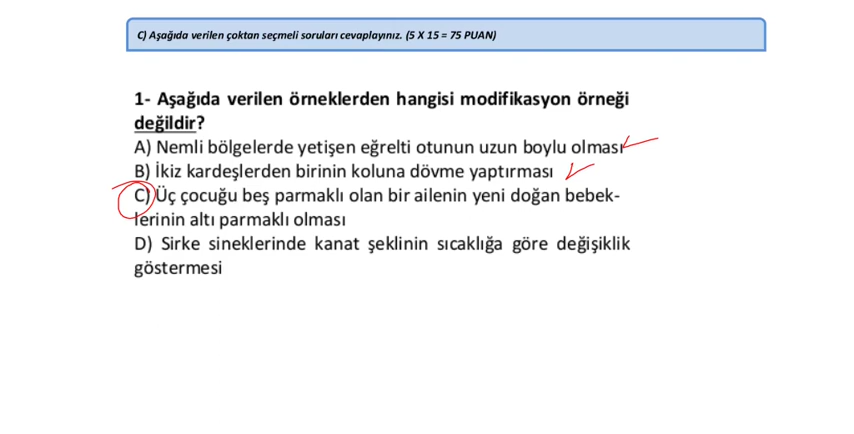 C) Aşağıda verilen çoktan seçmeli soruları cevaplayınız. (5 X 15 = 75 PUAN)
1- Aşağıda verilen örneklerden hangisi modifikasyon örneği
değildir?
A) Nemli bölgelerde yetişen eğrelti otunun uzun boylu olması
B) İkiz kardeşlerden birinin koluna dövme yaptırması
C) Üç çocuğu beş parmaklı olan bir ailenin yeni doğan bebek-
lerinin altı parmaklı olması
D) Sirke sineklerinde kanat şeklinin sıcaklığa göre değişiklik
göstermesi